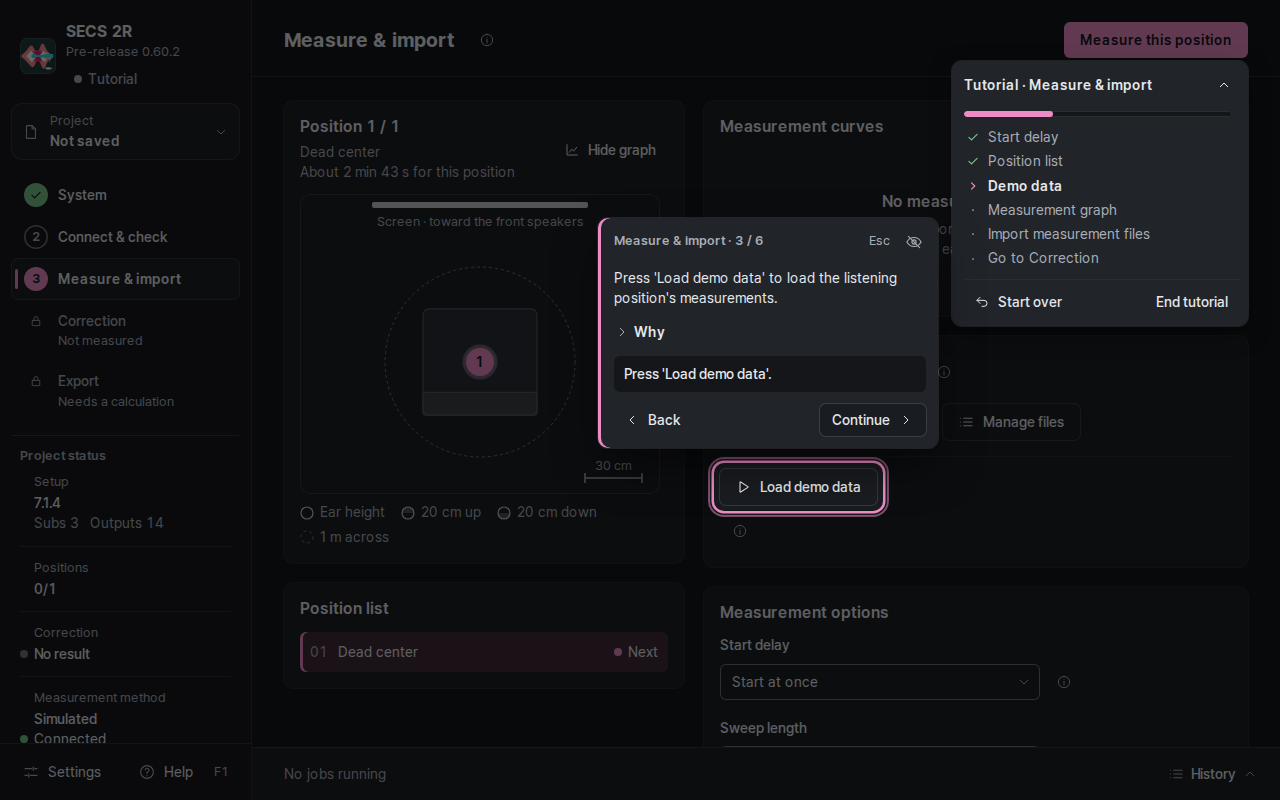 SECS 2R
Pre-release 0.60.2
Tutorial
Project
Not saved
System
2 Connect & check
3 Measure & import
Correction
Not measured
Export
Needs a calculation
Project status
Setup
7.1.4
Subs 3 Outputs 14
Positions
0/1
Correction
No result
Measurement method
Simulated
Connected
Settings
Help F1
Measure & import
Measure this position
Position 1 / 1
Dead center
About 2 min 43 s for this position
Hide graph
Screen · toward the front speakers
1
30 cm
Ear height
20 cm up
20 cm down
1 m across
Position list
01 Dead center
Next
Measurement curves
Manage files
Load demo data
Measurement options
Start delay
Start at once
Sweep length
No jobs running
History
Measure & Import · 3 / 6
Esc
Press 'Load demo data' to load the listening
position's measurements.
Why
Press 'Load demo data'.
Back
Continue
Tutorial · Measure & import
Start delay
Position list
Demo data
Measurement graph
Import measurement files
Go to Correction
Start over
End tutorial